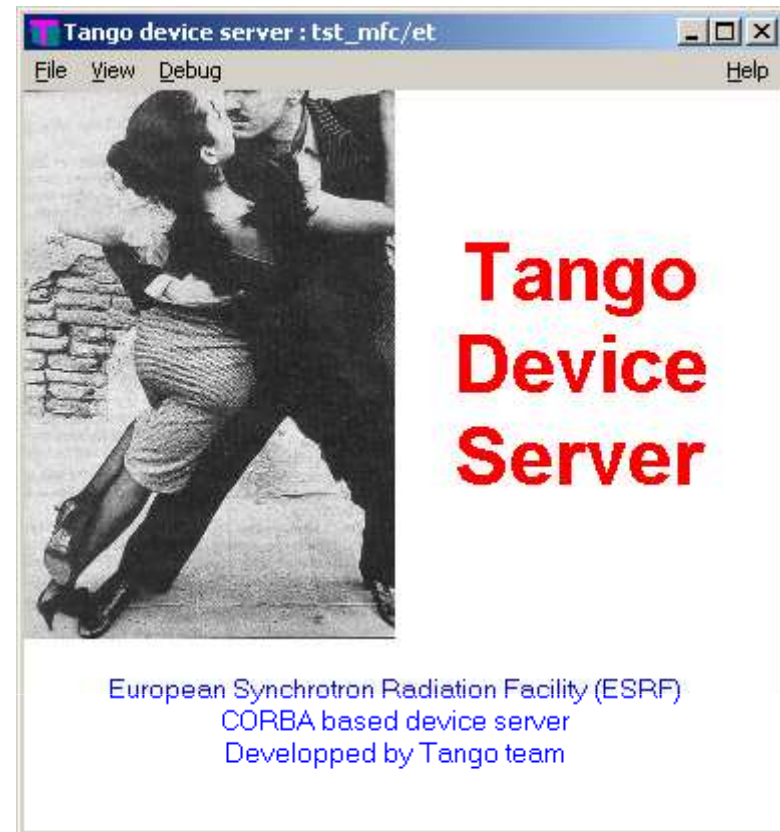 Tango device server : tst_mfc/et
File View Debug Help
Tango
Device
Server
European Synchrotron Radiation Facility (ESRF)
CORBA based device server
Developped by Tango team